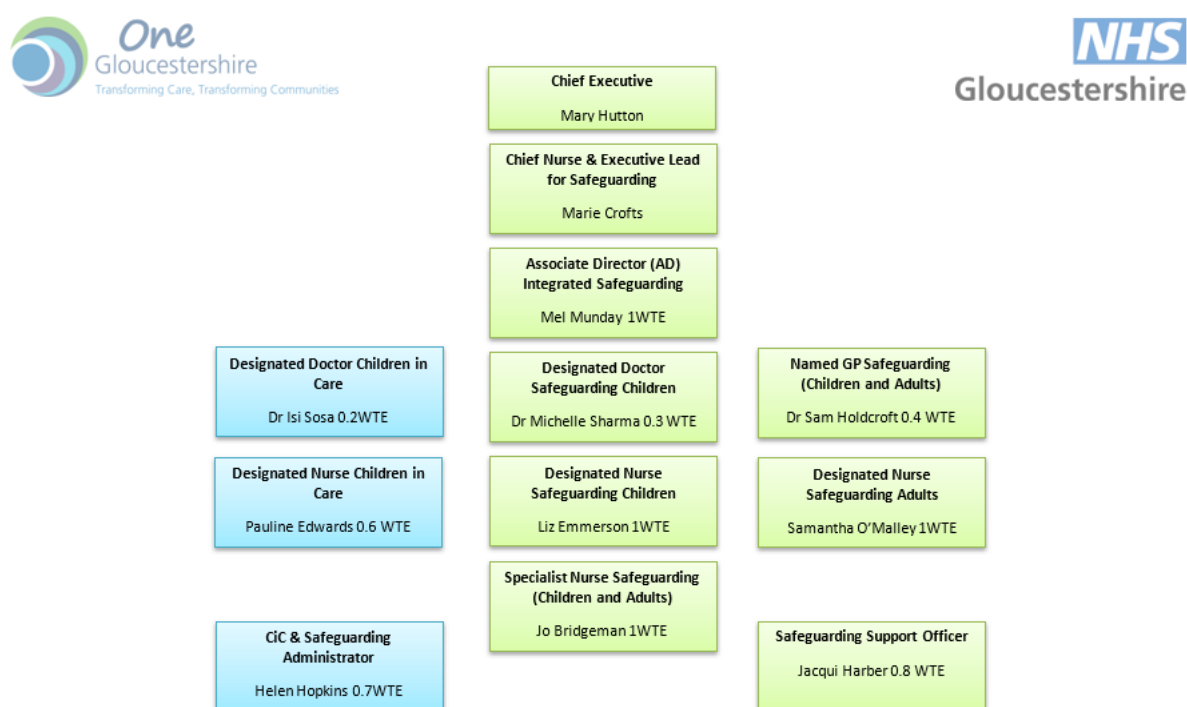 One
Gloucestershire
Transforming Care, Transforming Communities
NHS
Gloucestershire
Chief Executive
Mary Hutton
Chief Nurse & Executive Lead
for Safeguarding
Marie Crofts
Associate Director (AD)
Integrated Safeguarding
Mel Munday 1WTE
Designated Doctor Children in
Care
Dr Isi Sosa 0.2WTE
Designated Doctor
Safeguarding Children
Dr Michelle Sharma 0.3 WTE
Named GP Safeguarding
(Children and Adults)
Dr Sam Holdcroft 0.4 WTE
Designated Nurse Children in
Care
Pauline Edwards 0.6 WTE
Designated Nurse
Safeguarding Children
Liz Emmerson 1WTE
Designated Nurse
Safeguarding Adults
Samantha O'Malley 1WTE
Specialist Nurse Safeguarding
(Children and Adults)
Jo Bridgeman 1WTE
CiC & Safeguarding
Administrator
Helen Hopkins 0.7WTE
Safeguarding Support Officer
Jacqui Harber 0.8 WTE